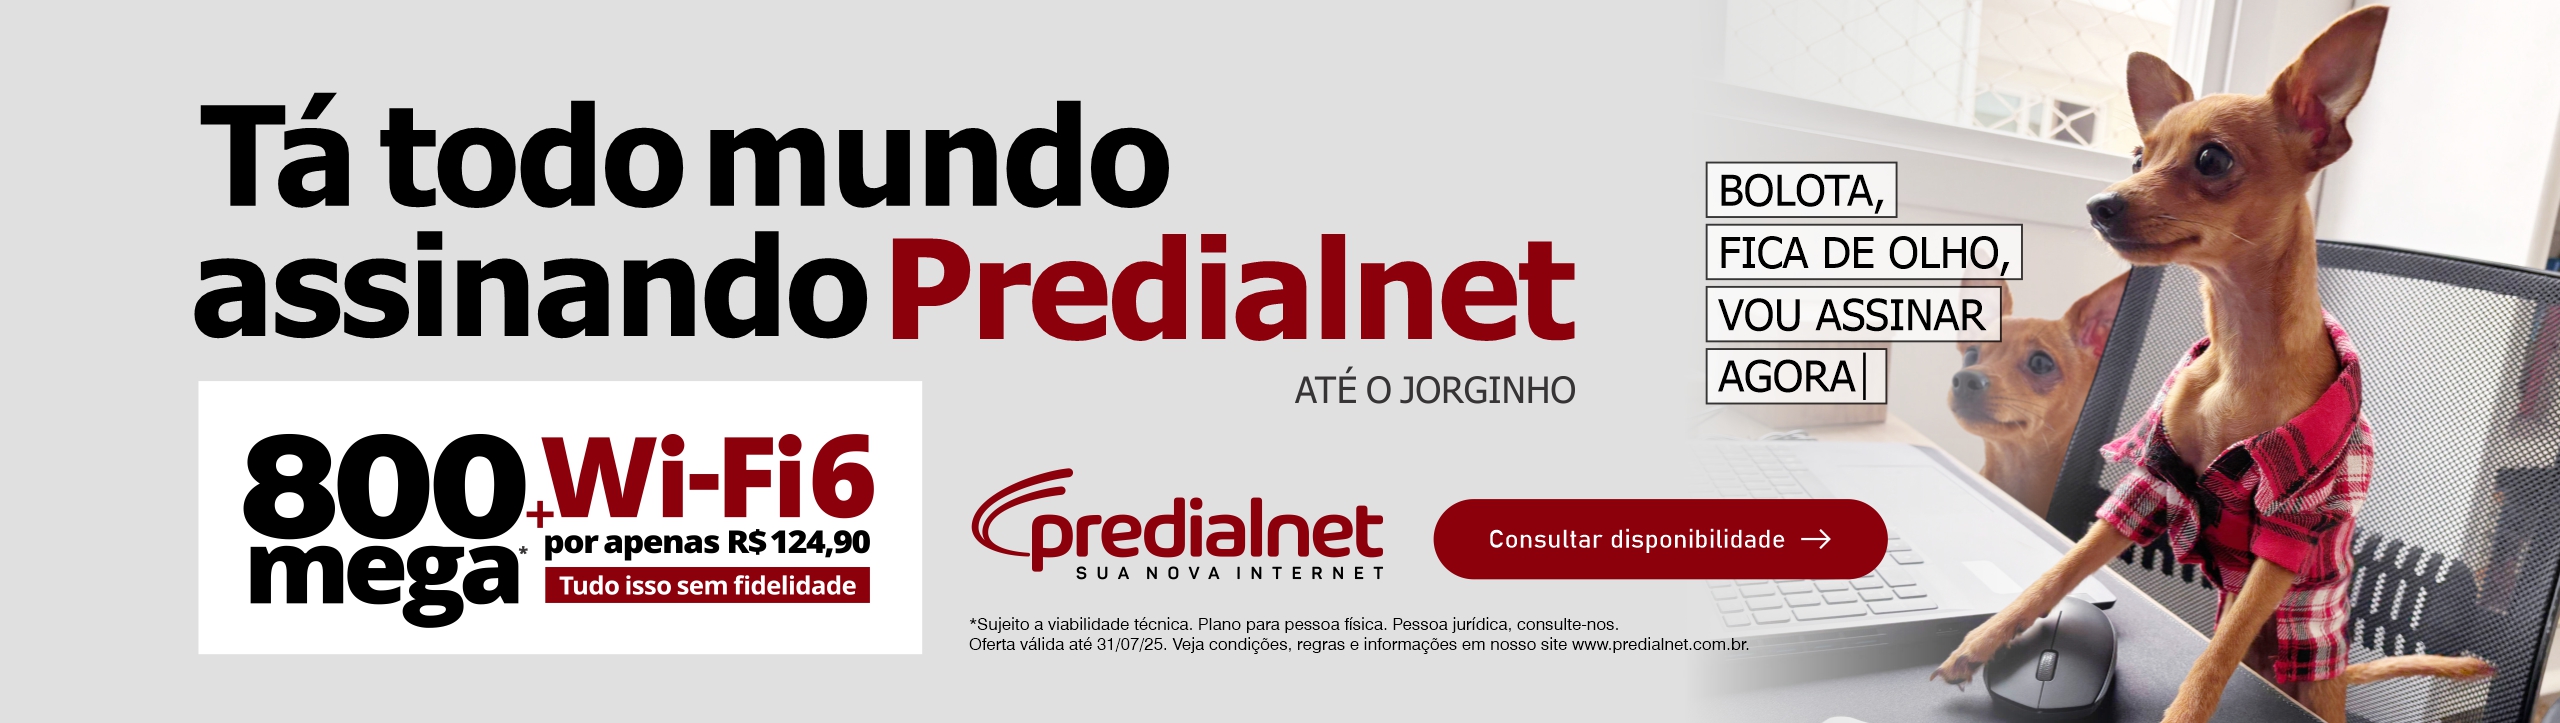 Tá todo mundo
assinando Predialnet
ATÉ O JORGINHO
800
mega*
+Wi-Fi 6
por apenas R$ 124,90
Tudo isso sem fidelidade
predialnet
SUA NOVA INTERNET
Consultar disponibilidade →
*Sujeito a viabilidade técnica. Plano para pessoa física. Pessoa jurídica, consulte-nos.
Oferta válida até 31/07/25. Veja condições, regras e informações em nosso site www.predialnet.com.br.
BOLOTA,
FICA DE OLHO,
VOU ASSINAR
AGORA|